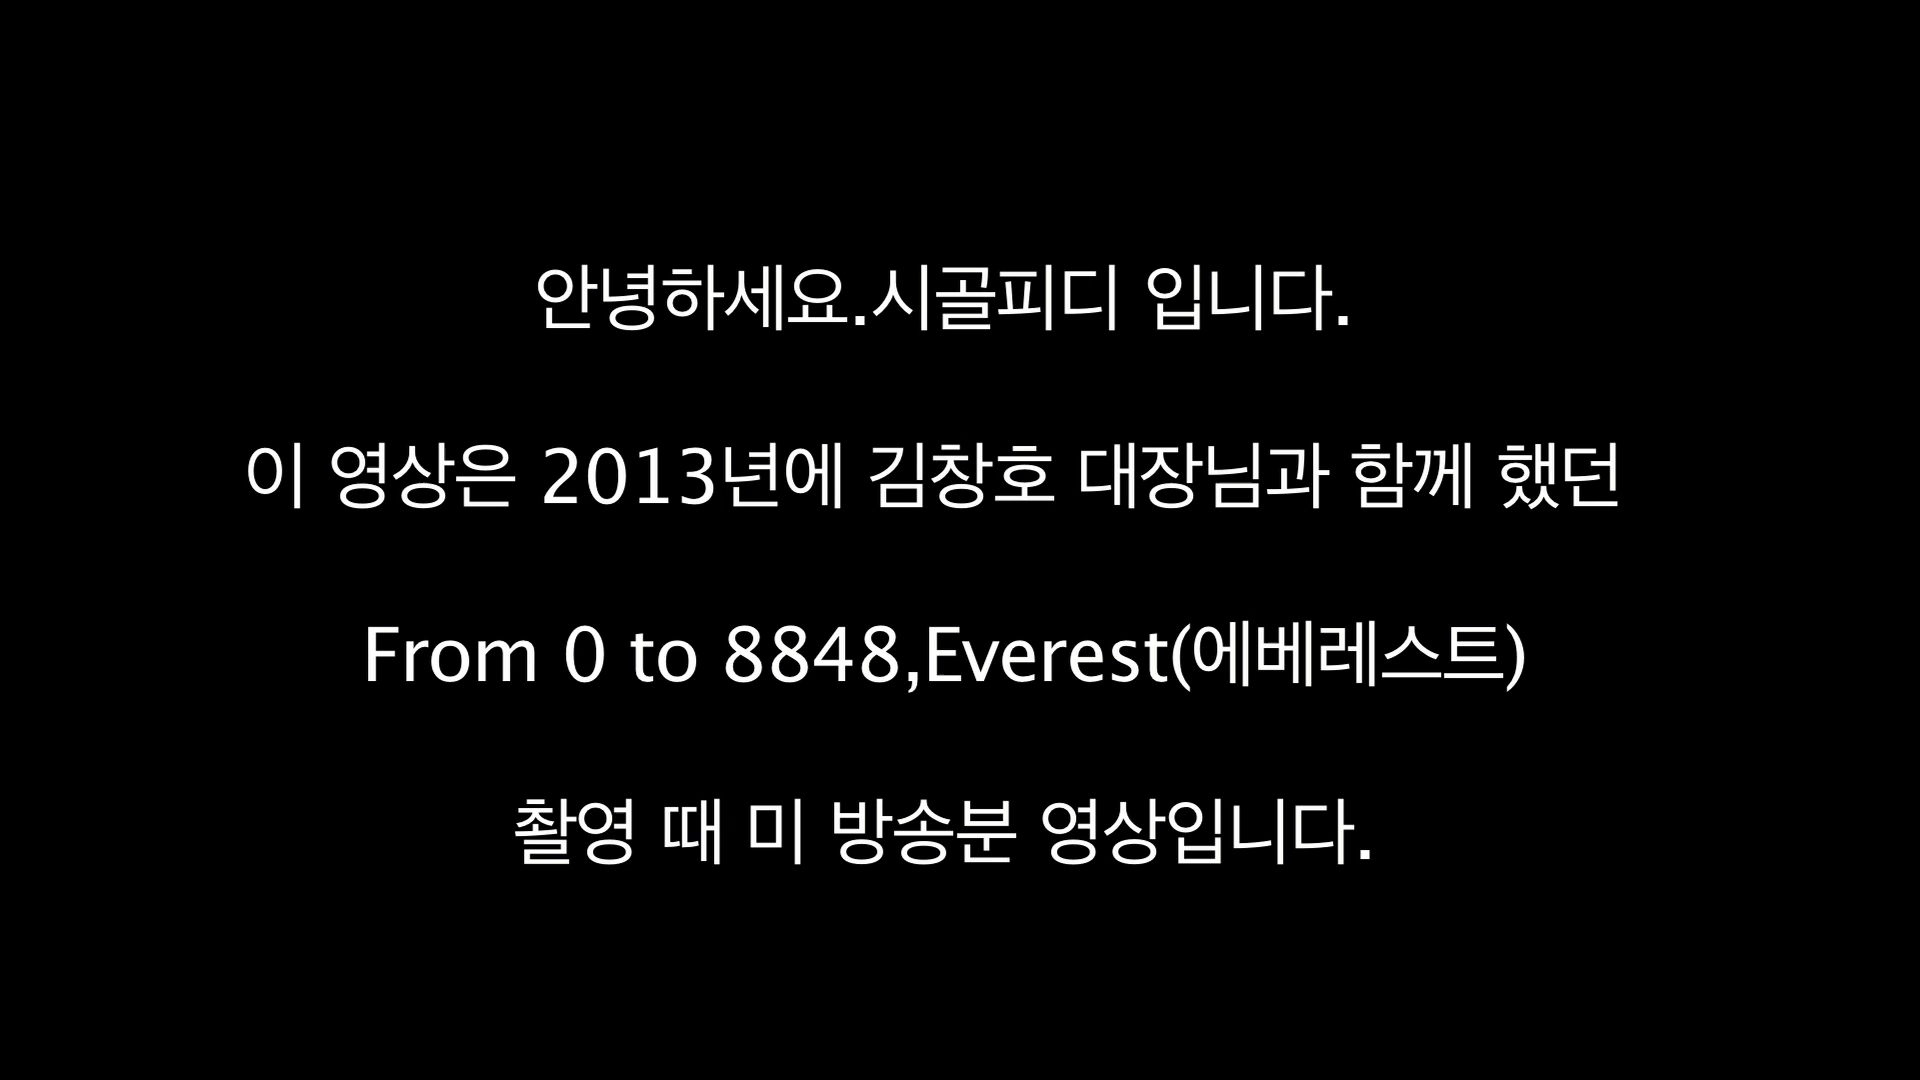 안녕하세요.시골피디 입니다.
이 영상은 2013년에 김창호 대장님과 함께 했던
From 0 to 8848,Everest(에베레스트)
촬영 때 미 방송분 영상입니다.